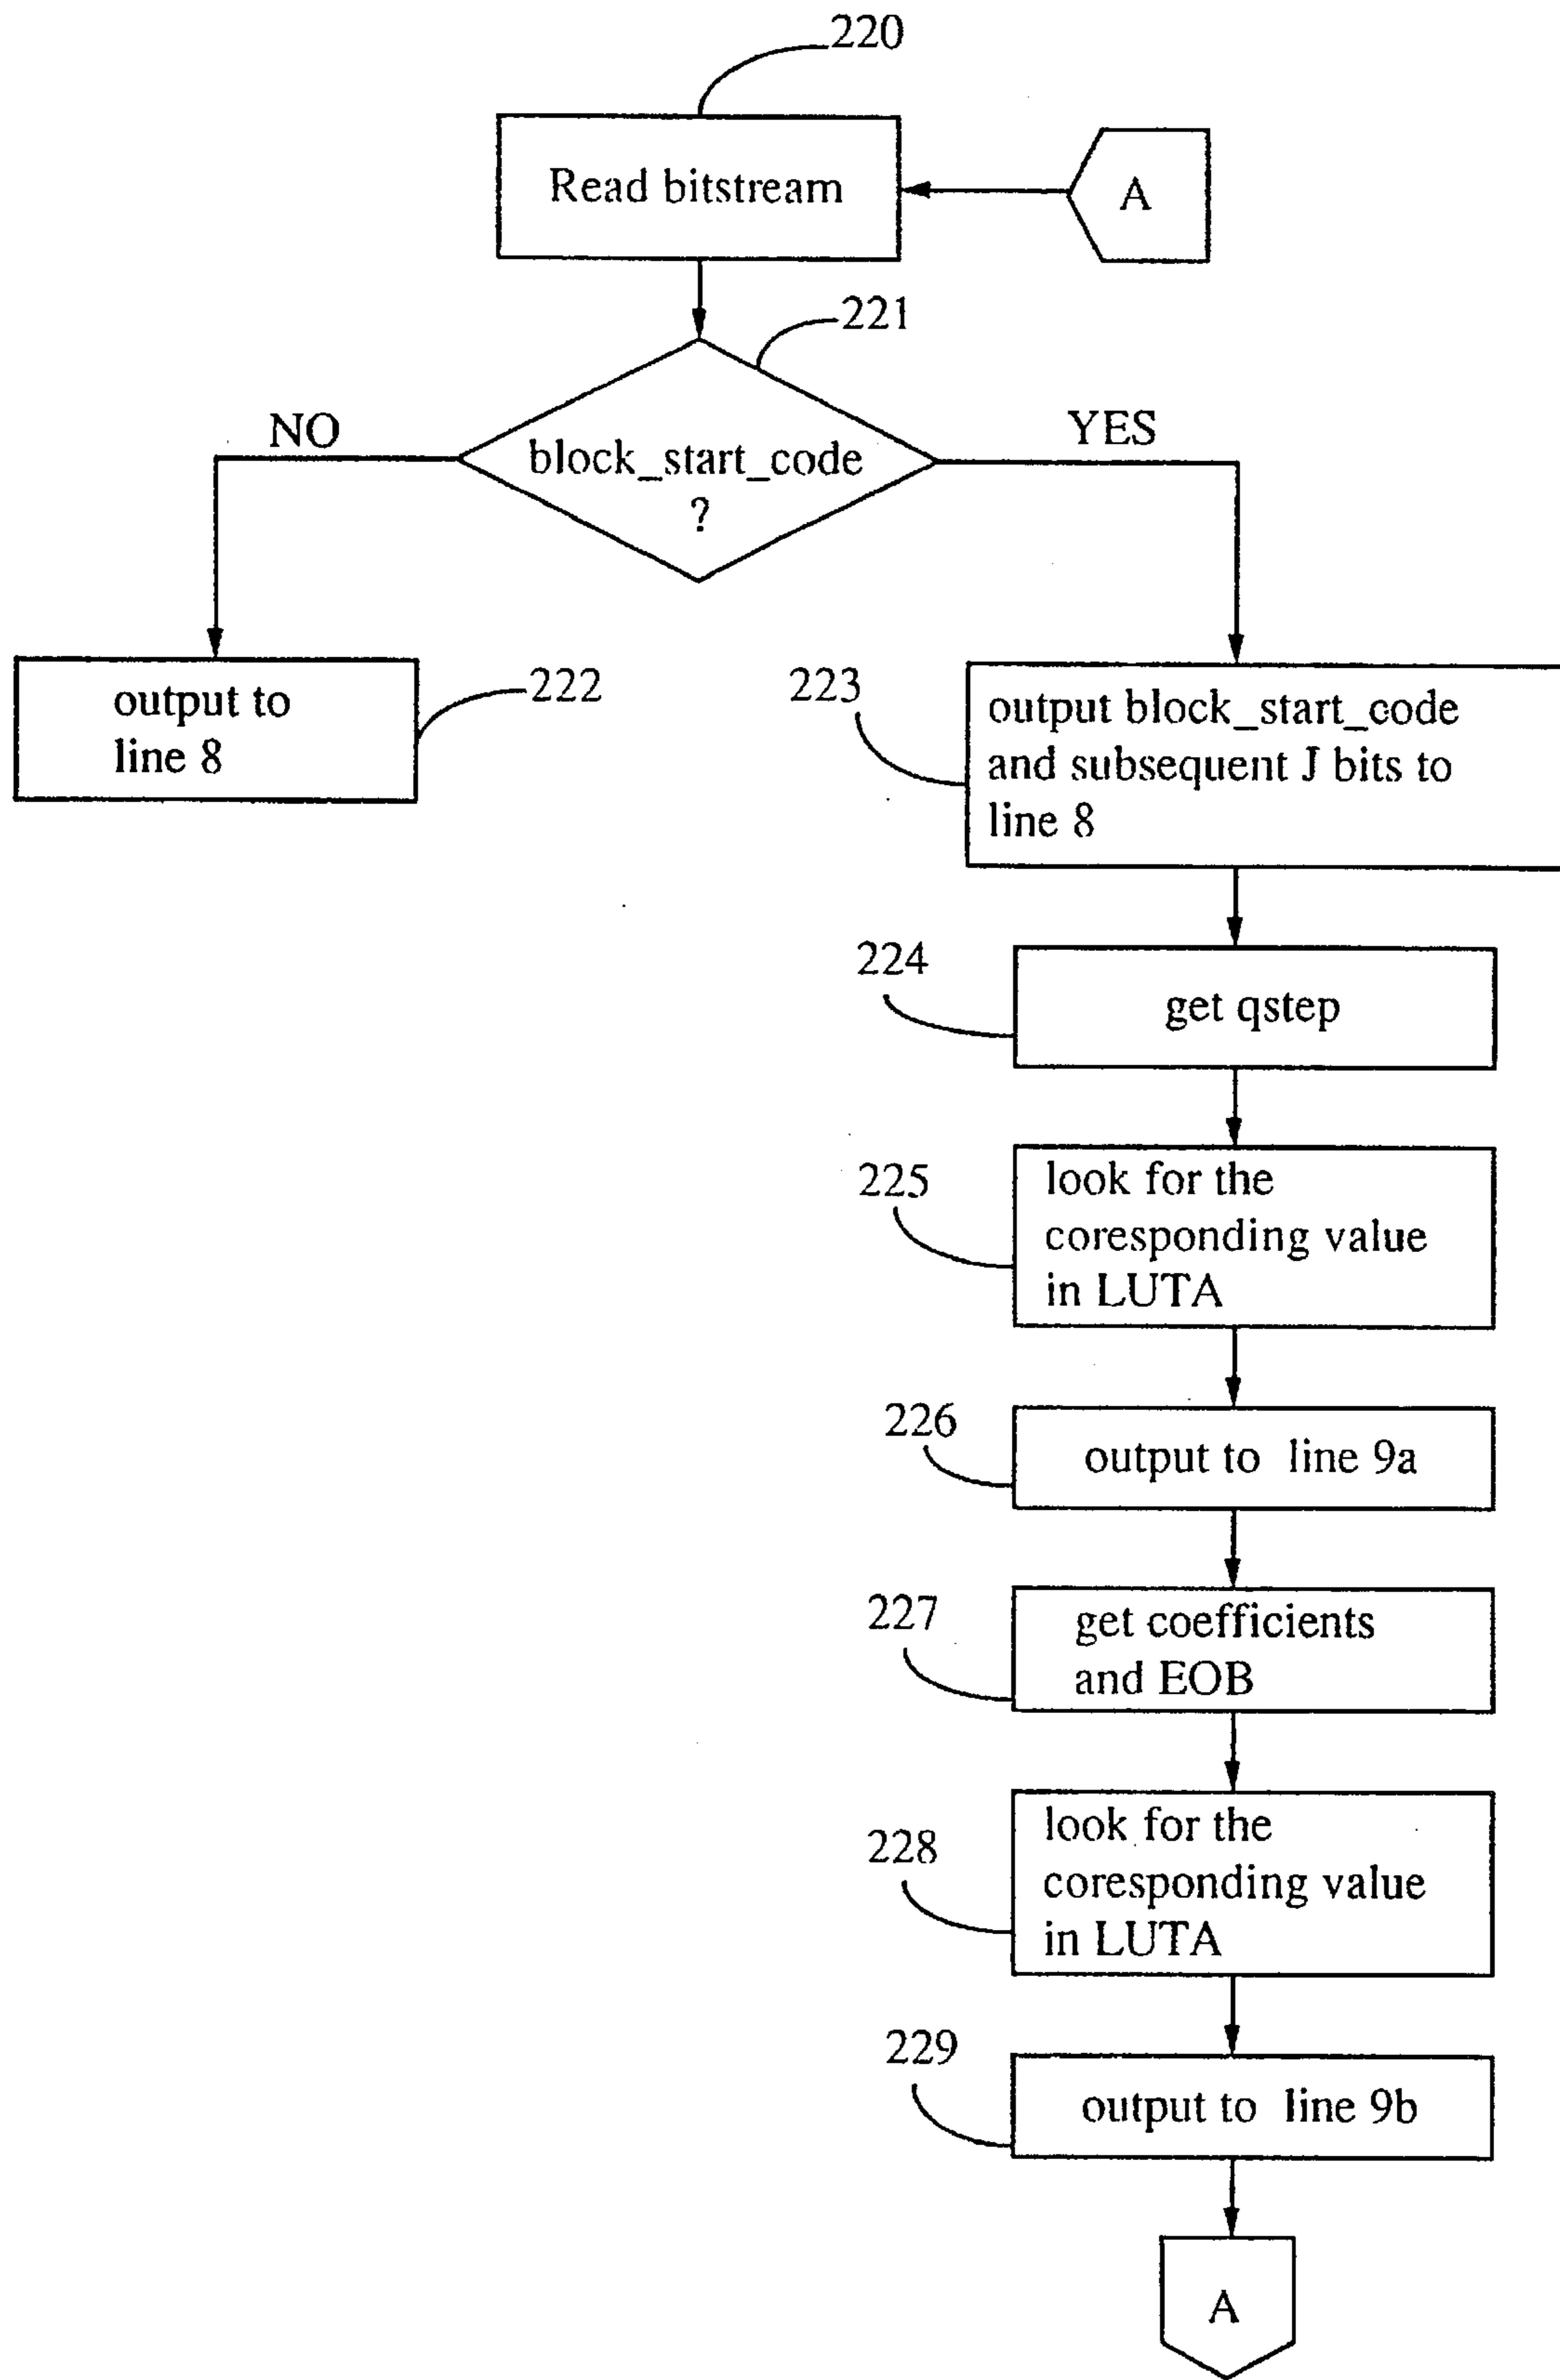 220
Read bitstream
A
221
NO
YES
block_start_code
?
222
output to
line 8
223
output block_start_code
and subsequent J bits to
line 8
224
get qstep
225
look for the
coresponding value
in LUTA
226
output to line 9a
227
get coefficients
and EOB
228
look for the
coresponding value
in LUTA
229
output to line 9b
A